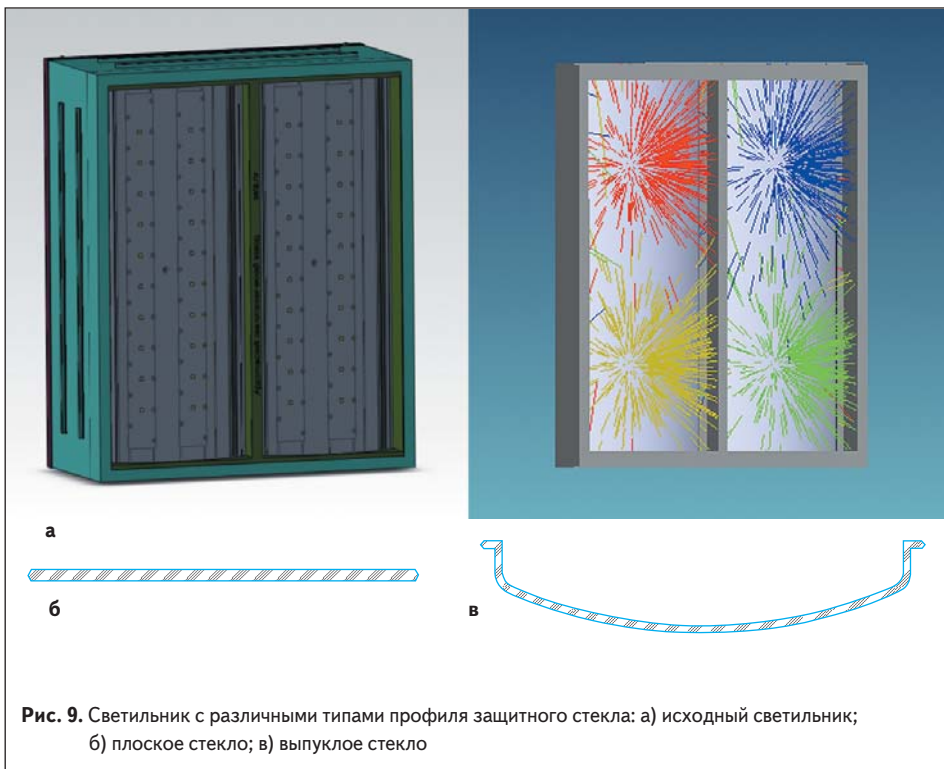 а
б
в
Рис. 9. Светильник с различными типами профиля защитного стекла: а) исходный светильник;
б) плоское стекло; в) выпуклое стекло